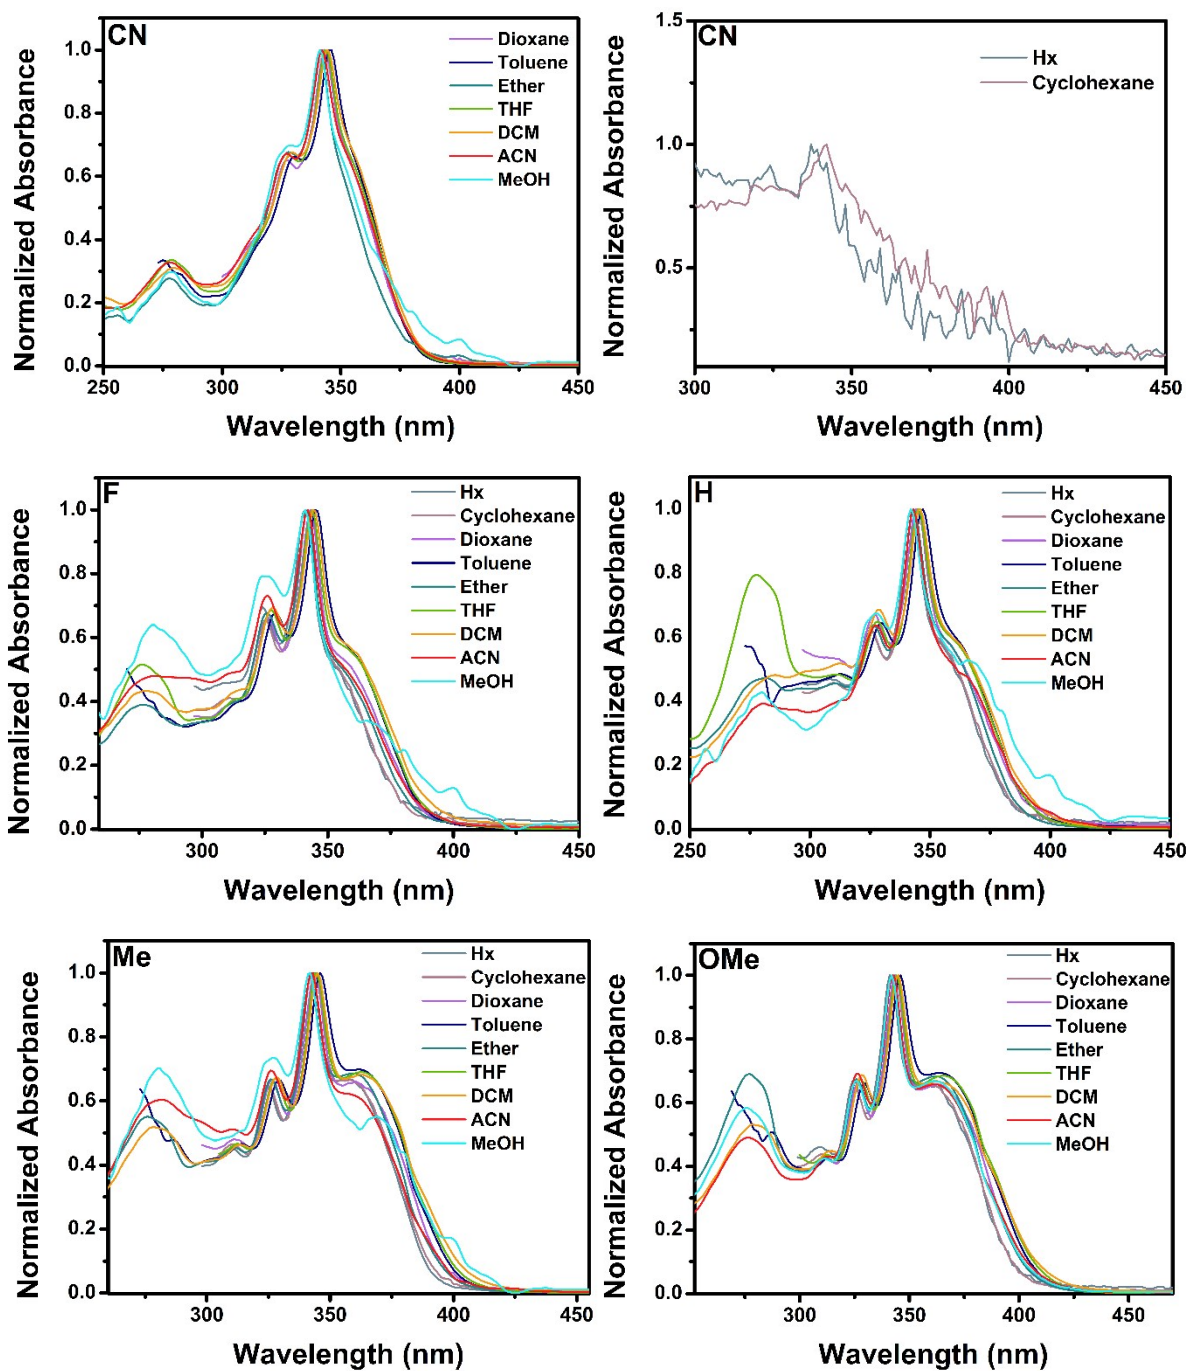 CN
Normalized Absorbance
1.0
0.8
0.6
0.4
0.2
0.0
250
300
350
400
450
Wavelength (nm)
Dioxane
Toluene
Ether
THF
DCM
ACN
MeOH
CN
Normalized Absorbance
1.5
1.0
0.5
300
350
400
450
Wavelength (nm)
Hx
Cyclohexane
F
Normalized Absorbance
1.0
0.8
0.6
0.4
0.2
0.0
300
350
400
450
Wavelength (nm)
Hx
Cyclohexane
Dioxane
Toluene
Ether
THF
DCM
ACN
MeOH
H
Normalized Absorbance
1.0
0.8
0.6
0.4
0.2
0.0
250
300
350
400
450
Wavelength (nm)
Hx
Cyclohexane
Dioxane
Toluene
Ether
THF
DCM
ACN
MeOH
Me
Normalized Absorbance
1.0
0.8
0.6
0.4
0.2
0.0
300
350
400
450
Wavelength (nm)
Hx
Cyclohexane
Dioxane
Toluene
Ether
THF
DCM
ACN
MeOH
OMe
Normalized Absorbance
1.0
0.8
0.6
0.4
0.2
0.0
300
350
400
450
Wavelength (nm)
Hx
Cyclohexane
Dioxane
Toluene
Ether
THF
DCM
ACN
MeOH